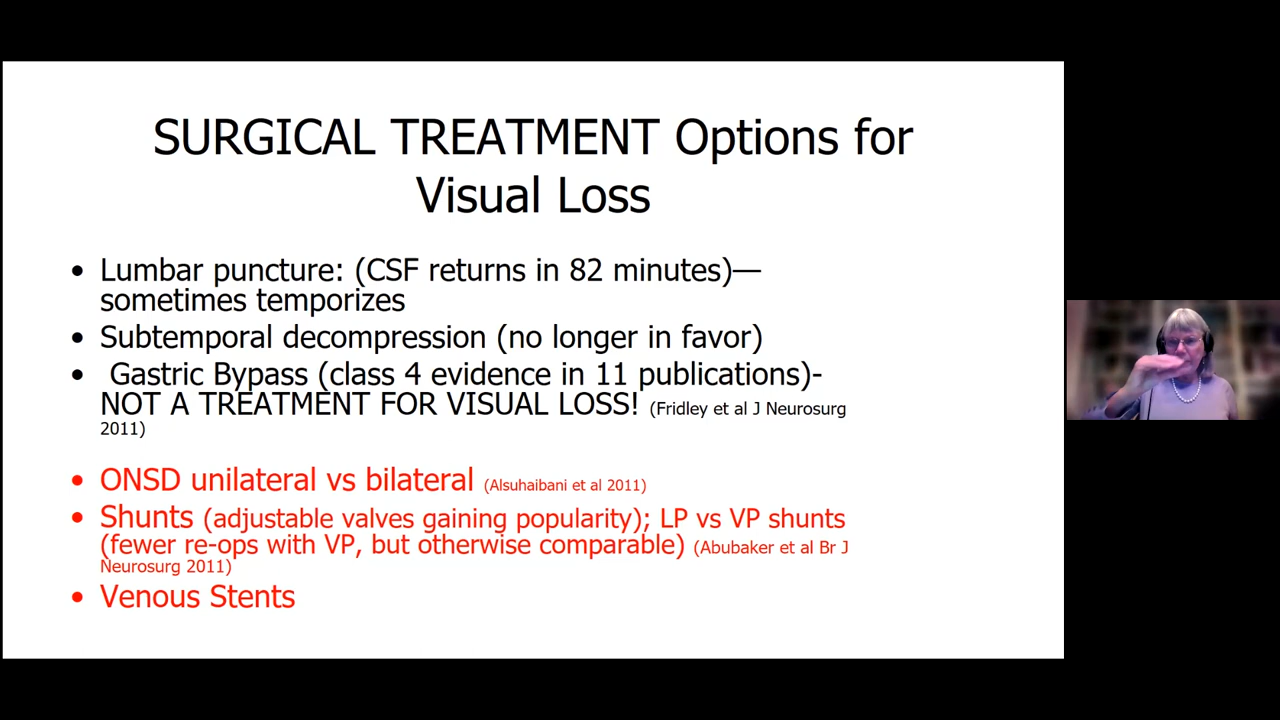 SURGICAL TREATMENT Options for
Visual Loss
• Lumbar puncture: (CSF returns in 82 minutes)—
sometimes temporizes
• Subtemporal decompression (no longer in favor)
• Gastric Bypass (class 4 evidence in 11 publications)-
NOT A TREATMENT FOR VISUAL LOSS! (Fridley et al J Neurosurg
2011)
• ONSD unilateral vs bilateral (Alsuhaibani et al 2011)
• Shunts (adjustable valves gaining popularity); LP vs VP shunts
(fewer re-ops with VP, but otherwise comparable) (Abubaker et al Br J
Neurosurg 2011)
• Venous Stents